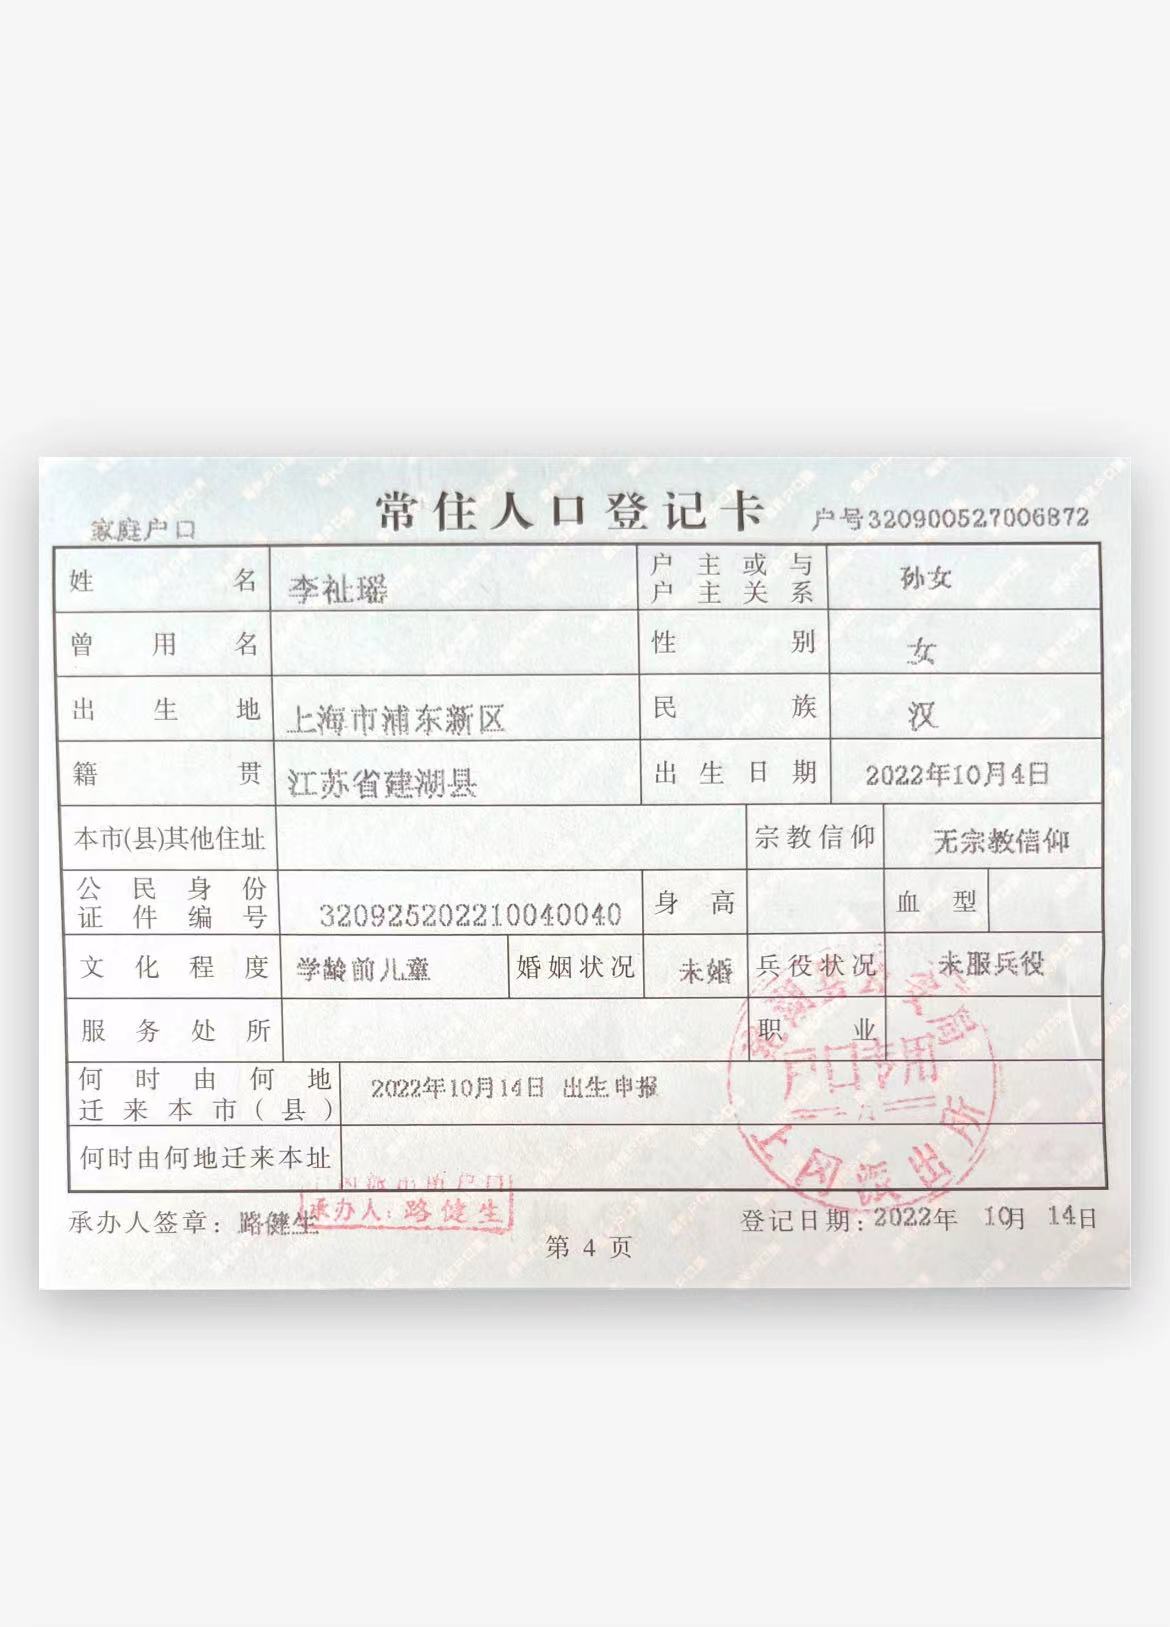 常住人口登记卡
家庭户口 户号320900527006872
姓名 李祉瑶 户主或与户主关系 孙女
曾用名 性别 女
出生地 上海市浦东新区 民族 汉
籍贯 江苏省建湖县 出生日期 2022年10月4日
本市(县)其他住址 宗教信仰 无宗教信仰
公民身份证件编号 320925202210040040 身高 血型
文化程度 学龄前儿童 婚姻状况 未婚 兵役状况 未服兵役
服务处所 职业
何时由何地迁来本市(县) 2022年10月14日 出生申报
何时由何地迁来本址
建湖县公安局
户口专用
上冈派出所
承办人:路健生
承办人签章:路健生 登记日期:2022年 10月 14日
第 4 页